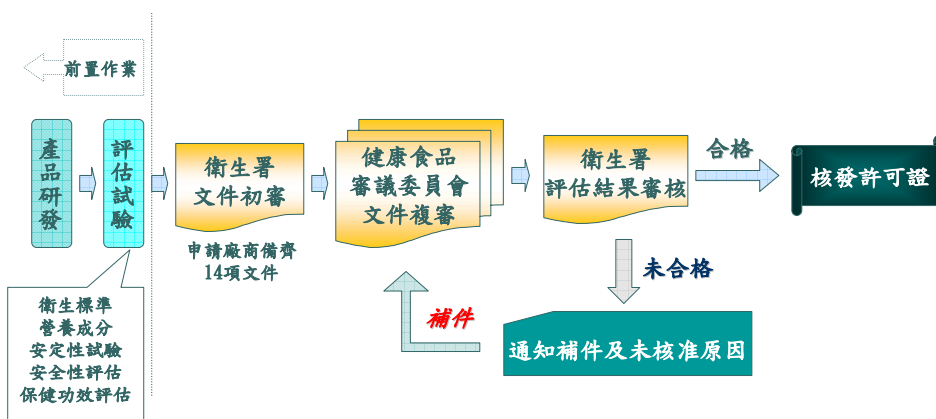 前置作業
產品研發
評估試驗
衛生標準
營養成分
安定性試驗
安全性評估
保健功效評估
衛生署
文件初審
申請廠商備齊
14項文件
健康食品
審議委員會
文件複審
衛生署
評估結果審核
合格
核發許可證
未合格
通知補件及未核准原因
補件